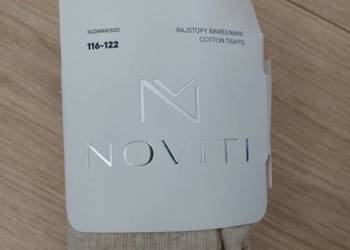 ROZMIAR/SIZE
116-122
RAJSTOPY BAWEŁNIANE
COTTON TIGHTS
NOVITI